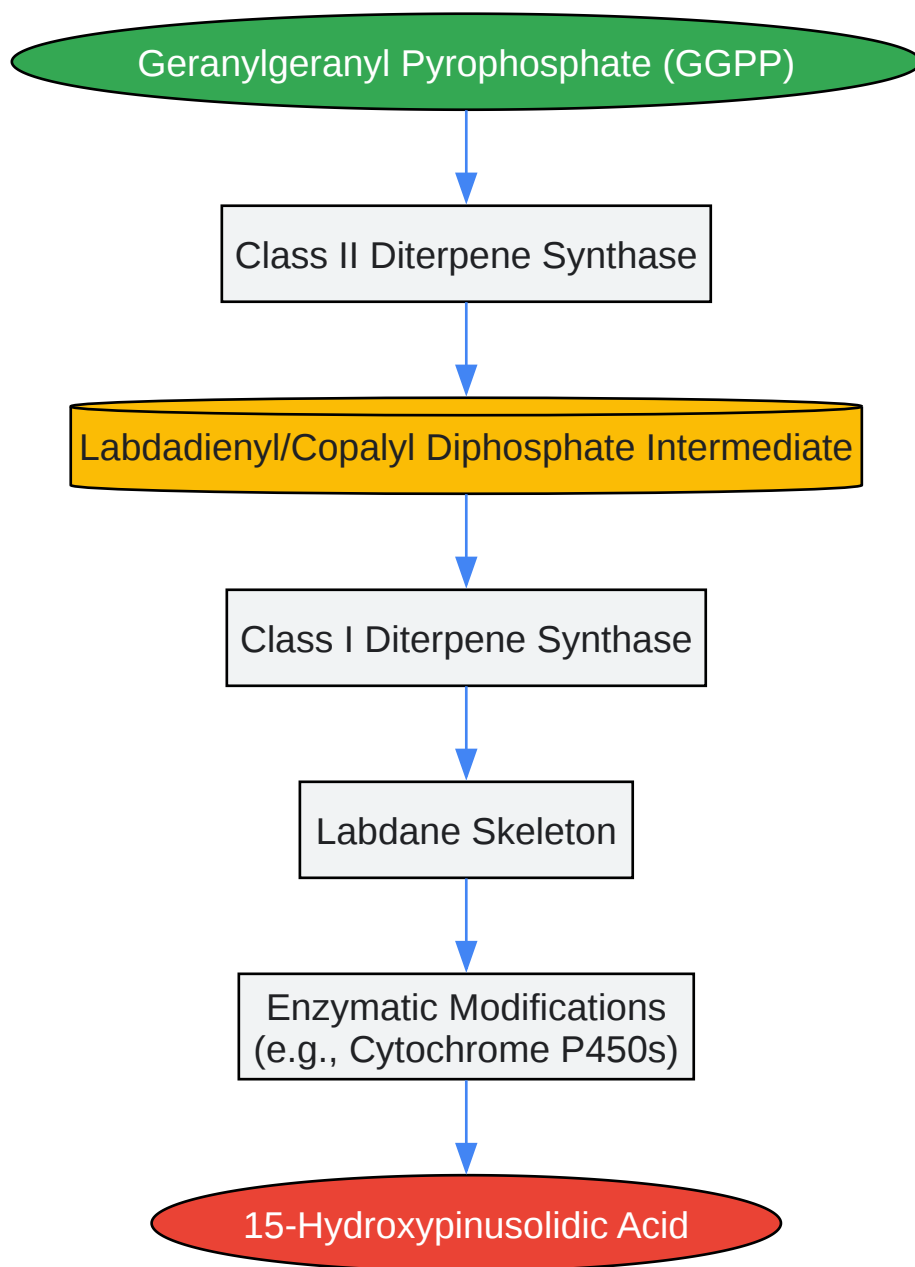 Geranylgeranyl Pyrophosphate (GGPP)
Class II Diterpene Synthase
Labdadienyl/Copalyl Diphosphate Intermediate
Class I Diterpene Synthase
Labdane Skeleton
Enzymatic Modifications
(e.g., Cytochrome P450s)
15-Hydroxypinusolidic Acid